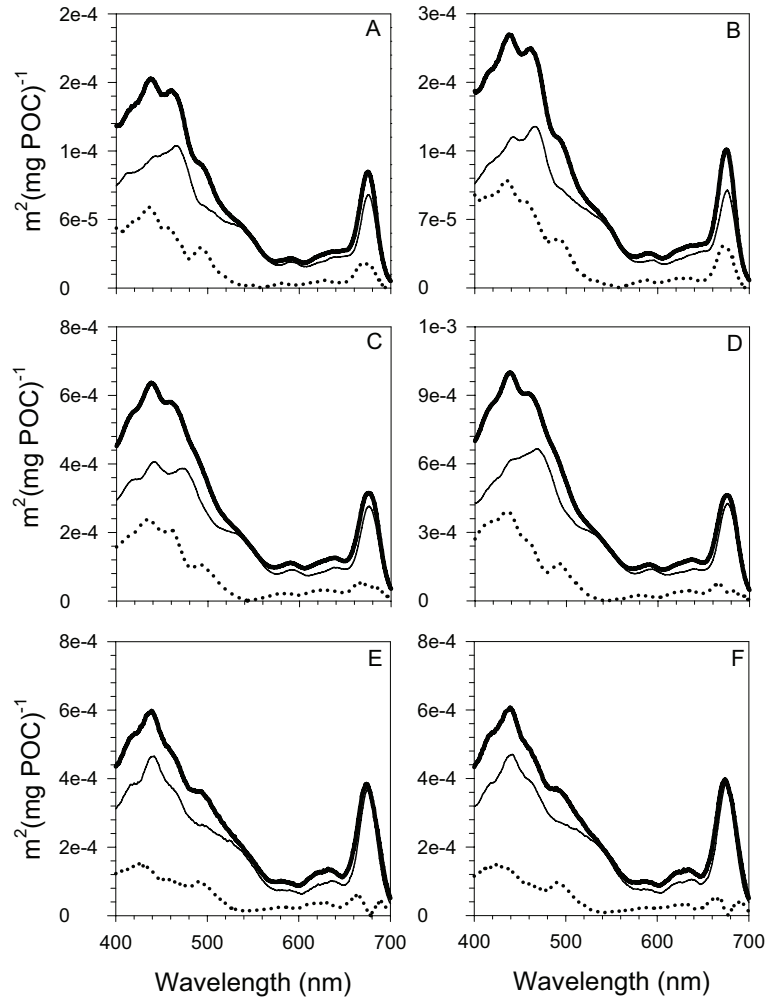 2e-4
3e-4
A
B
2e-4
2e-4
1e-4
1e-4
6e-5
7e-5
0
0
m²(mg POC)⁻¹
8e-4
1e-3
C
D
6e-4
9e-4
4e-4
6e-4
2e-4
3e-4
0
0
m²(mg POC)⁻¹
8e-4
8e-4
E
F
6e-4
6e-4
4e-4
4e-4
2e-4
2e-4
0
0
m²(mg POC)⁻¹
400 500 600 700
400 500 600 700
Wavelength (nm)
Wavelength (nm)